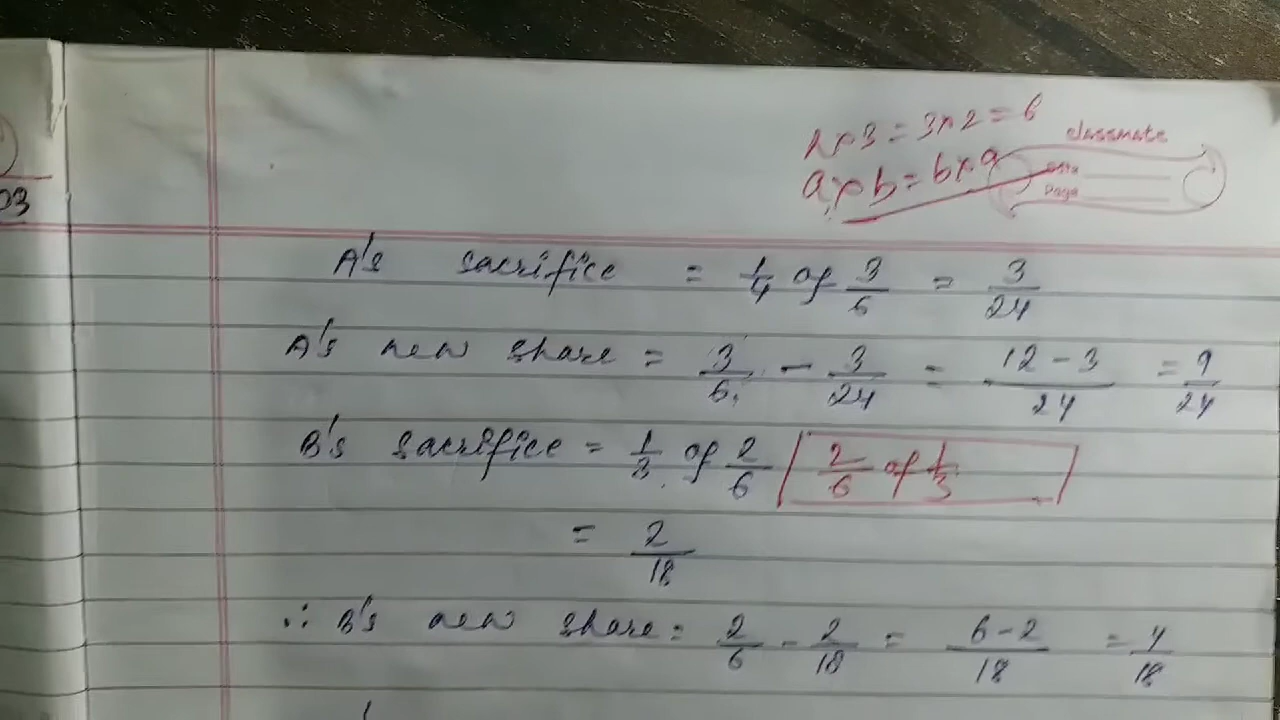 03
2×3 = 3×2 = 6
classmate
a×b = b×a
Date
Page
A's sacrifice = 1/4 of 3/6 = 3/24
A's new share = 3/6 - 3/24 = 12-3/24 = 9/24
B's sacrifice = 1/3 of 2/6 / 2/6 of 1/3
= 2/18
∴ B's new share = 2/6 - 2/18 = 6-2/18 = 4/18